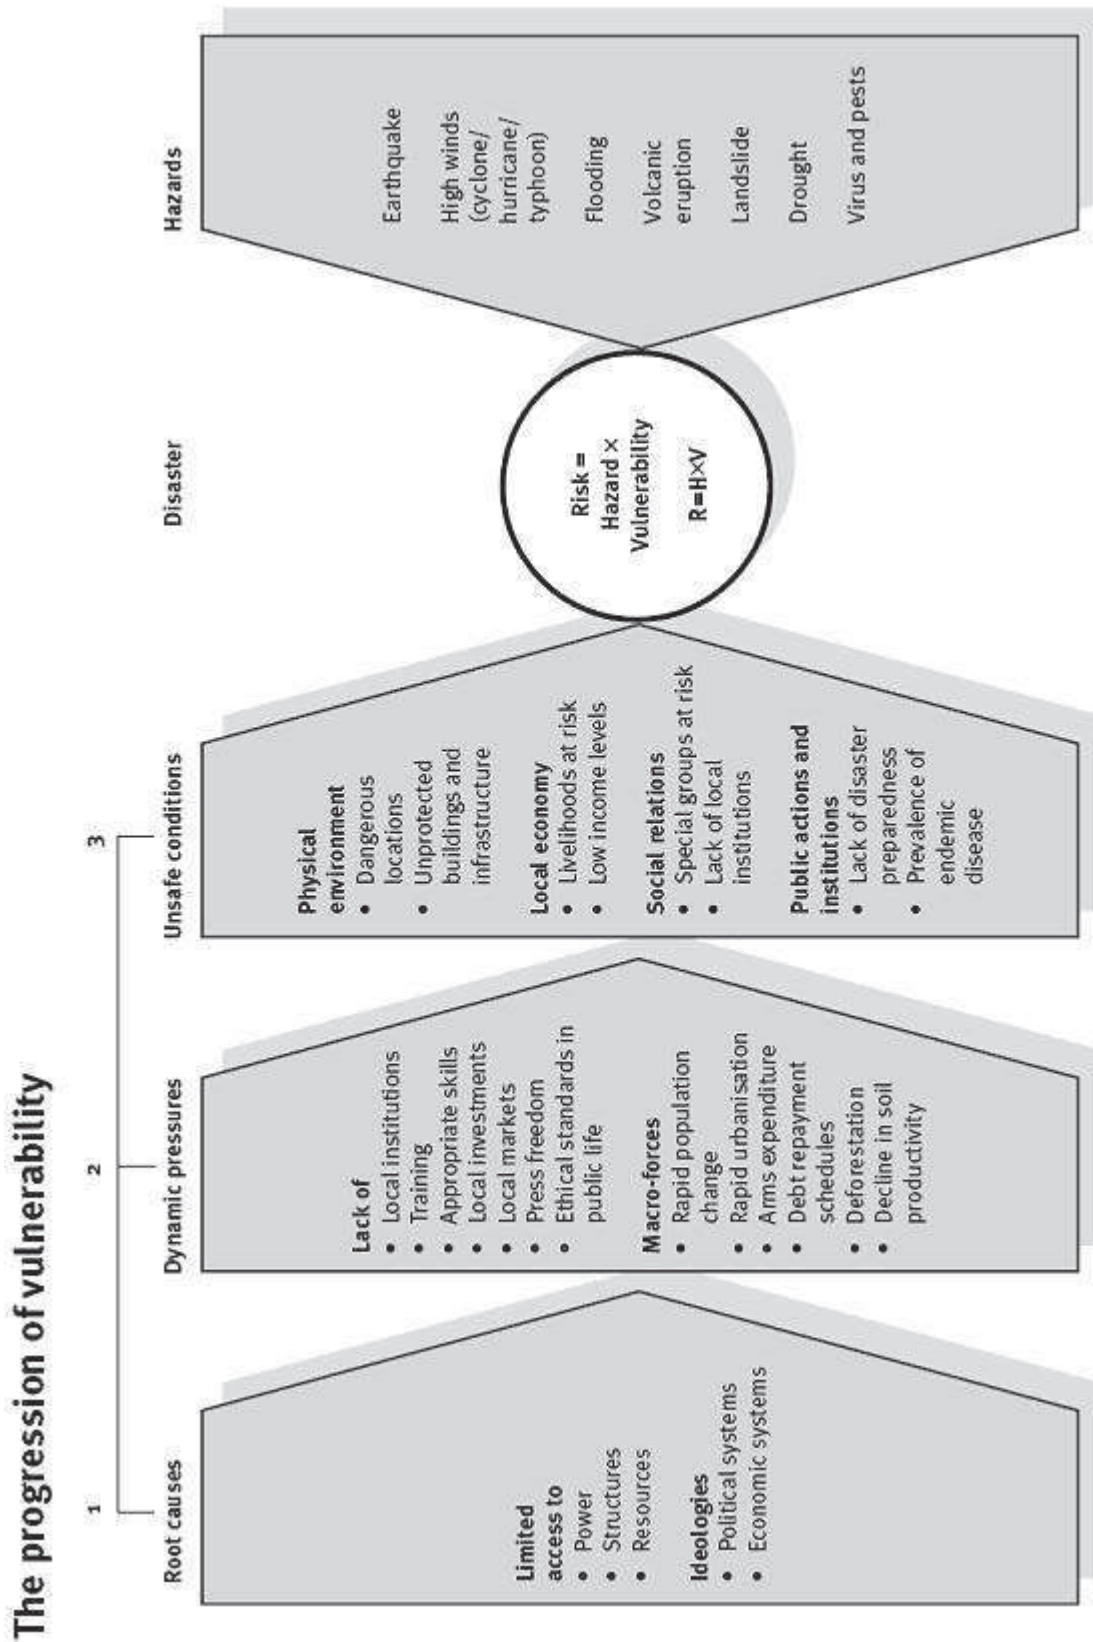 The progression of vulnerability
1
2
3
Root causes
Dynamic pressures
Unsafe conditions
Disaster
Hazards
Limited
access to
• Power
• Structures
• Resources
Ideologies
• Political systems
• Economic systems
Lack of
• Local institutions
• Training
• Appropriate skills
• Local investments
• Local markets
• Press freedom
• Ethical standards in
public life
Macro-forces
• Rapid population
change
• Rapid urbanisation
• Arms expenditure
• Debt repayment
schedules
• Deforestation
• Decline in soil
productivity
Physical
environment
• Dangerous
locations
• Unprotected
buildings and
infrastructure
Local economy
• Livelihoods at risk
• Low income levels
Social relations
• Special groups at risk
• Lack of local
institutions
Public actions and
institutions
• Lack of disaster
preparedness
• Prevalence of
endemic
disease
Risk =
Hazard ×
Vulnerability
R=H×V
Earthquake
High winds
(cyclone/
hurricane/
typhoon)
Flooding
Volcanic
eruption
Landslide
Drought
Virus and pests